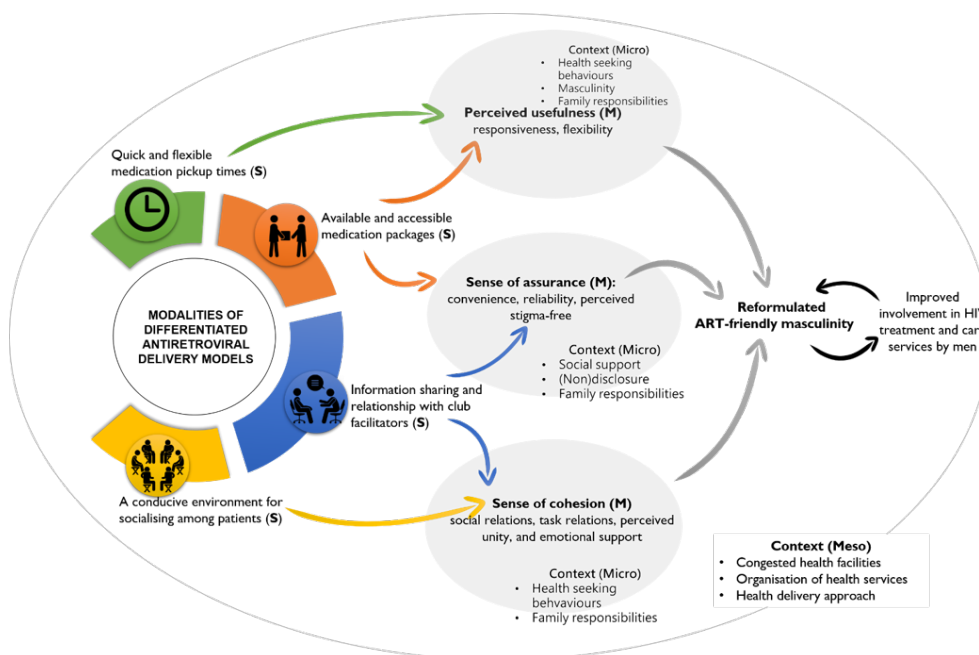 Context (Micro)
• Health seeking
behaviours
• Masculinity
• Family responsibilities
Perceived usefulness (M)
responsiveness, flexibility
Quick and flexible
medication pickup times (S)
Available and accessible
medication packages (S)
MODALITIES OF
DIFFERENTIATED
ANTIRETROVIRAL
DELIVERY MODELS
Sense of assurance (M):
convenience, reliability, perceived
stigma-free
Context (Micro)
• Social support
• (Non)disclosure
• Family responsibilities
Information sharing and
relationship with club
facilitators (S)
A conducive environment for
socialising among patients (S)
Sense of cohesion (M)
social relations, task relations, perceived
unity, and emotional support
Context (Micro)
• Health seeking
behvaviours
• Family responsibilities
Reformulated
ART-friendly masculinity
Improved
involvement in HIV
treatment and care
services by men
Context (Meso)
• Congested health facilities
• Organisation of health services
• Health delivery approach